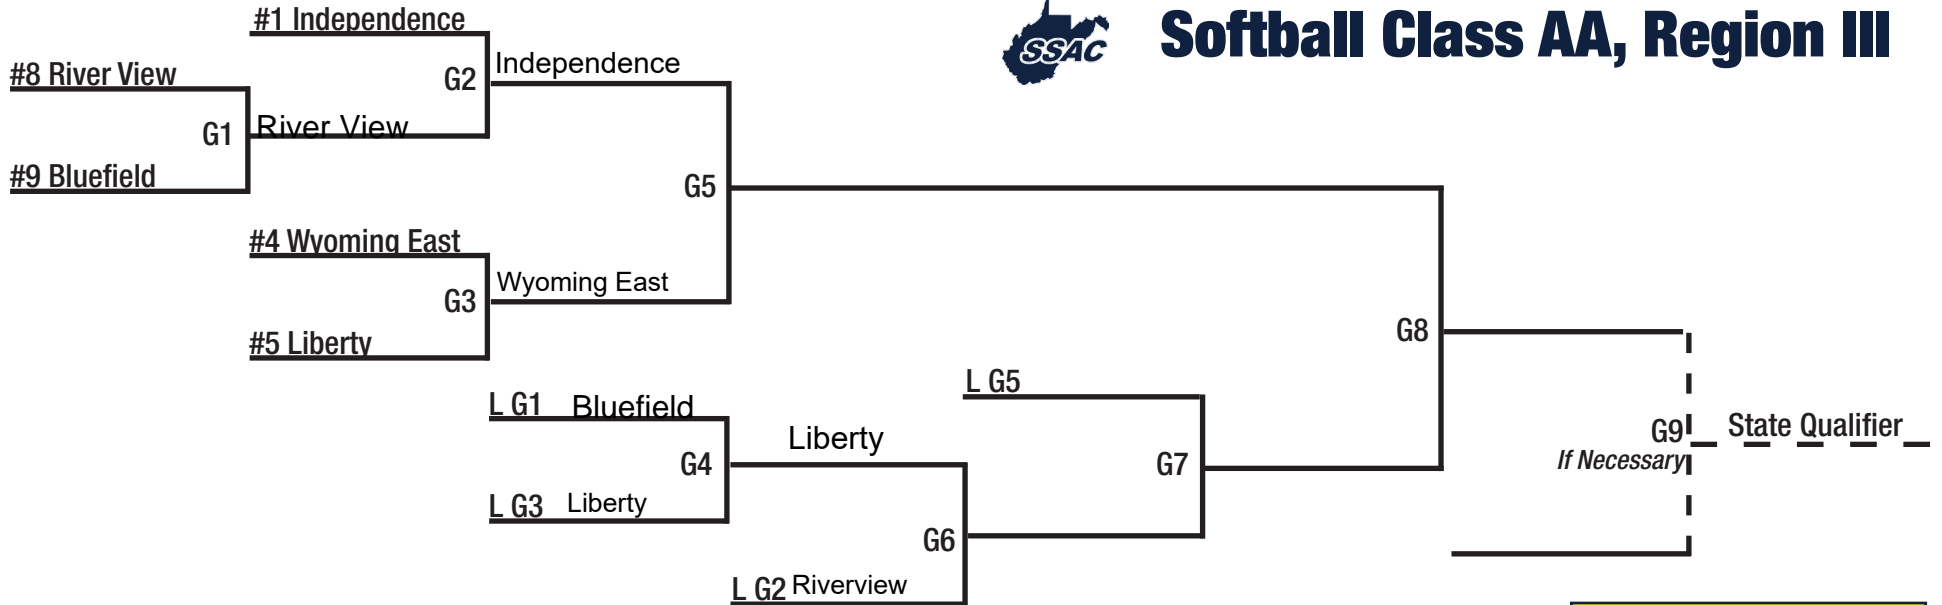 #1 Independence
SSAC
Softball Class AA, Region III
#8 River View
G2
Independence
G1
River View
#9 Bluefield
G5
#4 Wyoming East
G3
Wyoming East
#5 Liberty
G8
L G1 Bluefield
L G5
Liberty
G4
G7
G9
State Qualifier
If Necessary
L G3 Liberty
G6
L G2 Riverview